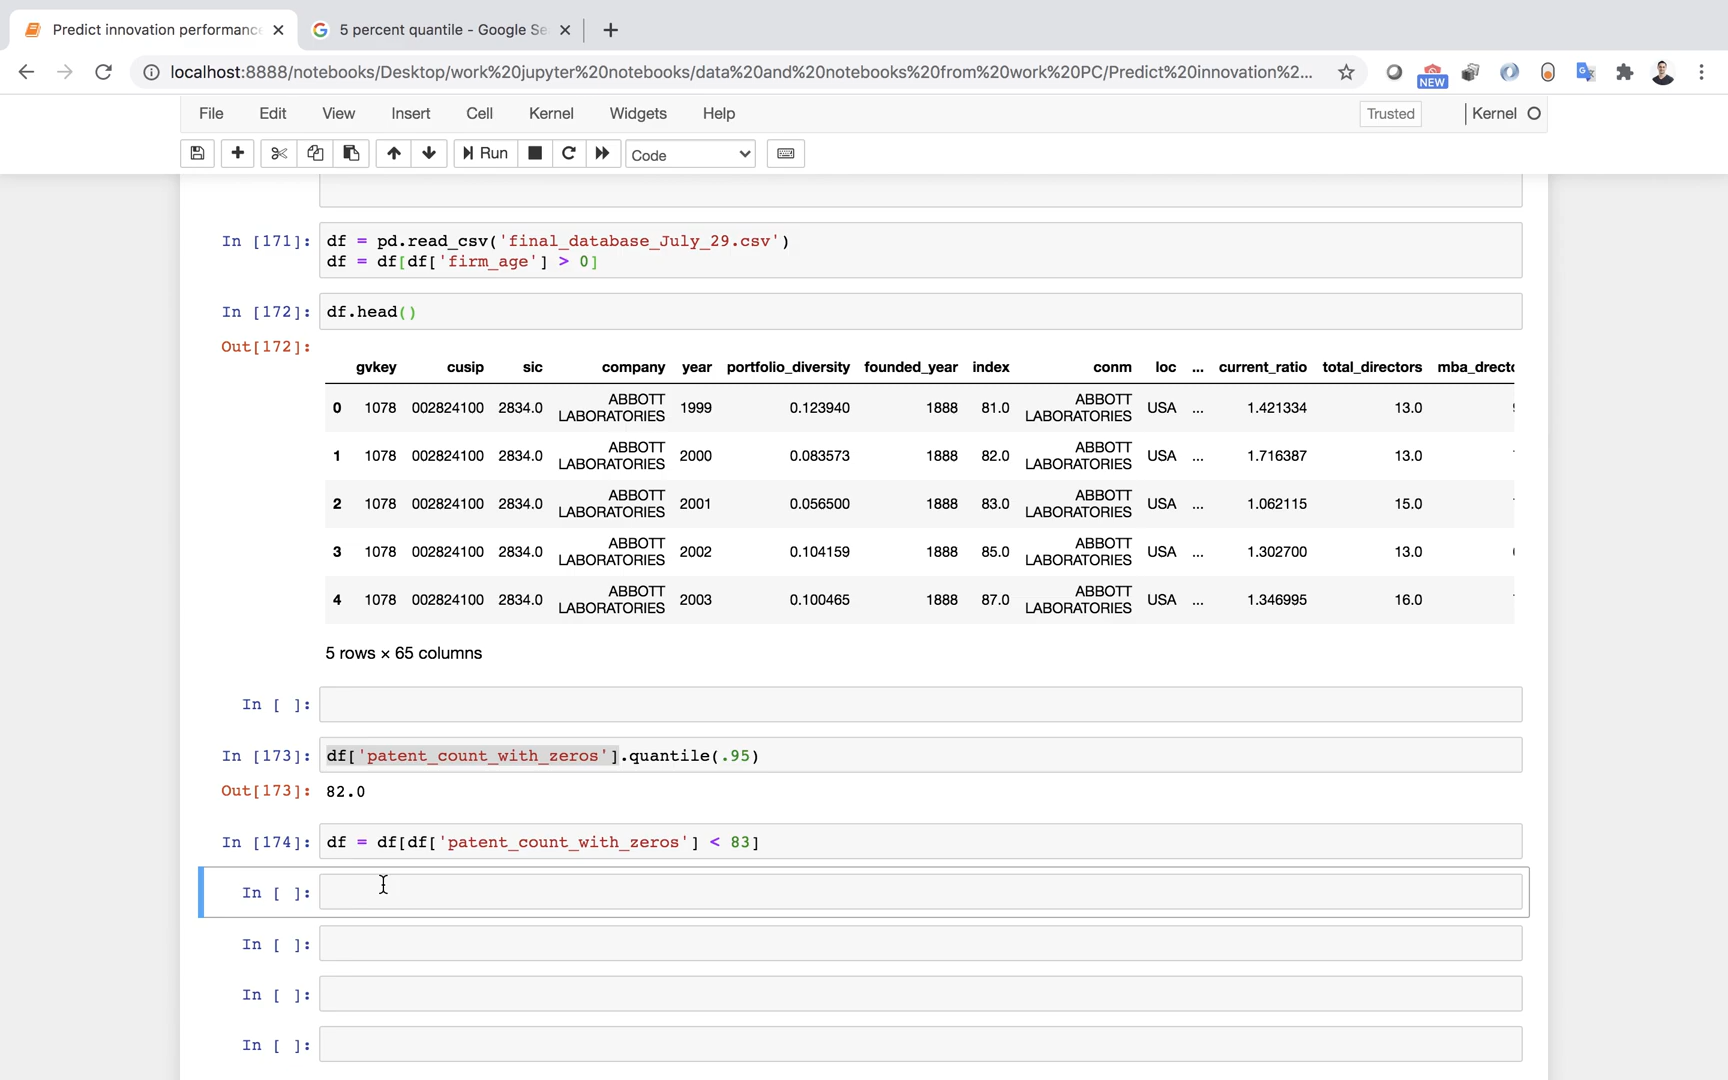 Predict innovation performance
5 percent quantile - Google Se
localhost:8888/notebooks/Desktop/work%20jupyter%20notebooks/data%20and%20notebooks%20from%20work%20PC/Predict%20innovation%2...
NEW
File Edit View Insert Cell Kernel Widgets Help
Trusted
Kernel
Run
Code
In [171]:
df = pd.read_csv('final_database_July_29.csv')
df = df[df['firm_age'] > 0]
In [172]:
df.head()
Out[172]:
gvkey cusip sic company year portfolio_diversity founded_year index conm loc ... current_ratio total_directors mba_drecto
0 1078 002824100 2834.0 ABBOTT LABORATORIES 1999 0.123940 1888 81.0 ABBOTT LABORATORIES USA ... 1.421334 13.0
1 1078 002824100 2834.0 ABBOTT LABORATORIES 2000 0.083573 1888 82.0 ABBOTT LABORATORIES USA ... 1.716387 13.0
2 1078 002824100 2834.0 ABBOTT LABORATORIES 2001 0.056500 1888 83.0 ABBOTT LABORATORIES USA ... 1.062115 15.0
3 1078 002824100 2834.0 ABBOTT LABORATORIES 2002 0.104159 1888 85.0 ABBOTT LABORATORIES USA ... 1.302700 13.0
4 1078 002824100 2834.0 ABBOTT LABORATORIES 2003 0.100465 1888 87.0 ABBOTT LABORATORIES USA ... 1.346995 16.0
5 rows × 65 columns
In [ ]:
In [173]:
df['patent_count_with_zeros'].quantile(.95)
Out[173]:
82.0
In [174]:
df = df[df['patent_count_with_zeros'] < 83]
In [ ]:
In [ ]:
In [ ]:
In [ ]: